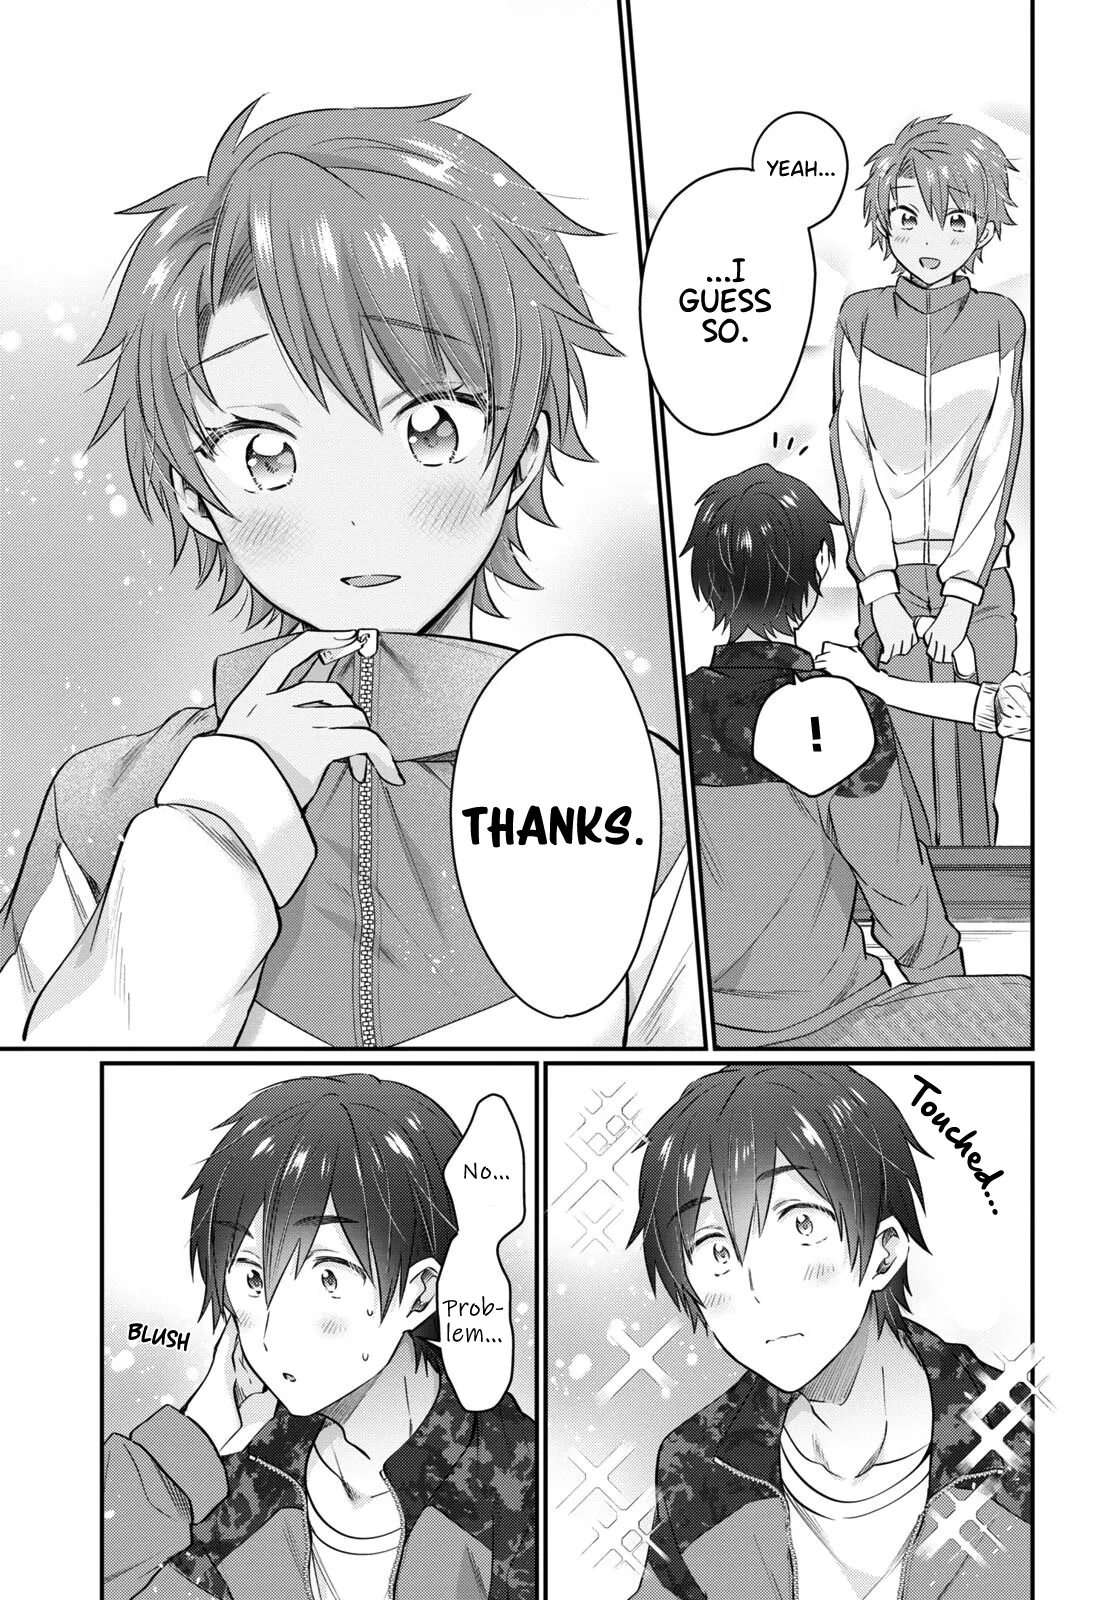 YEAH...
...I
GUESS
SO.
!
THANKS.
Touched...
No...
Prob-
lem...
BLUSH